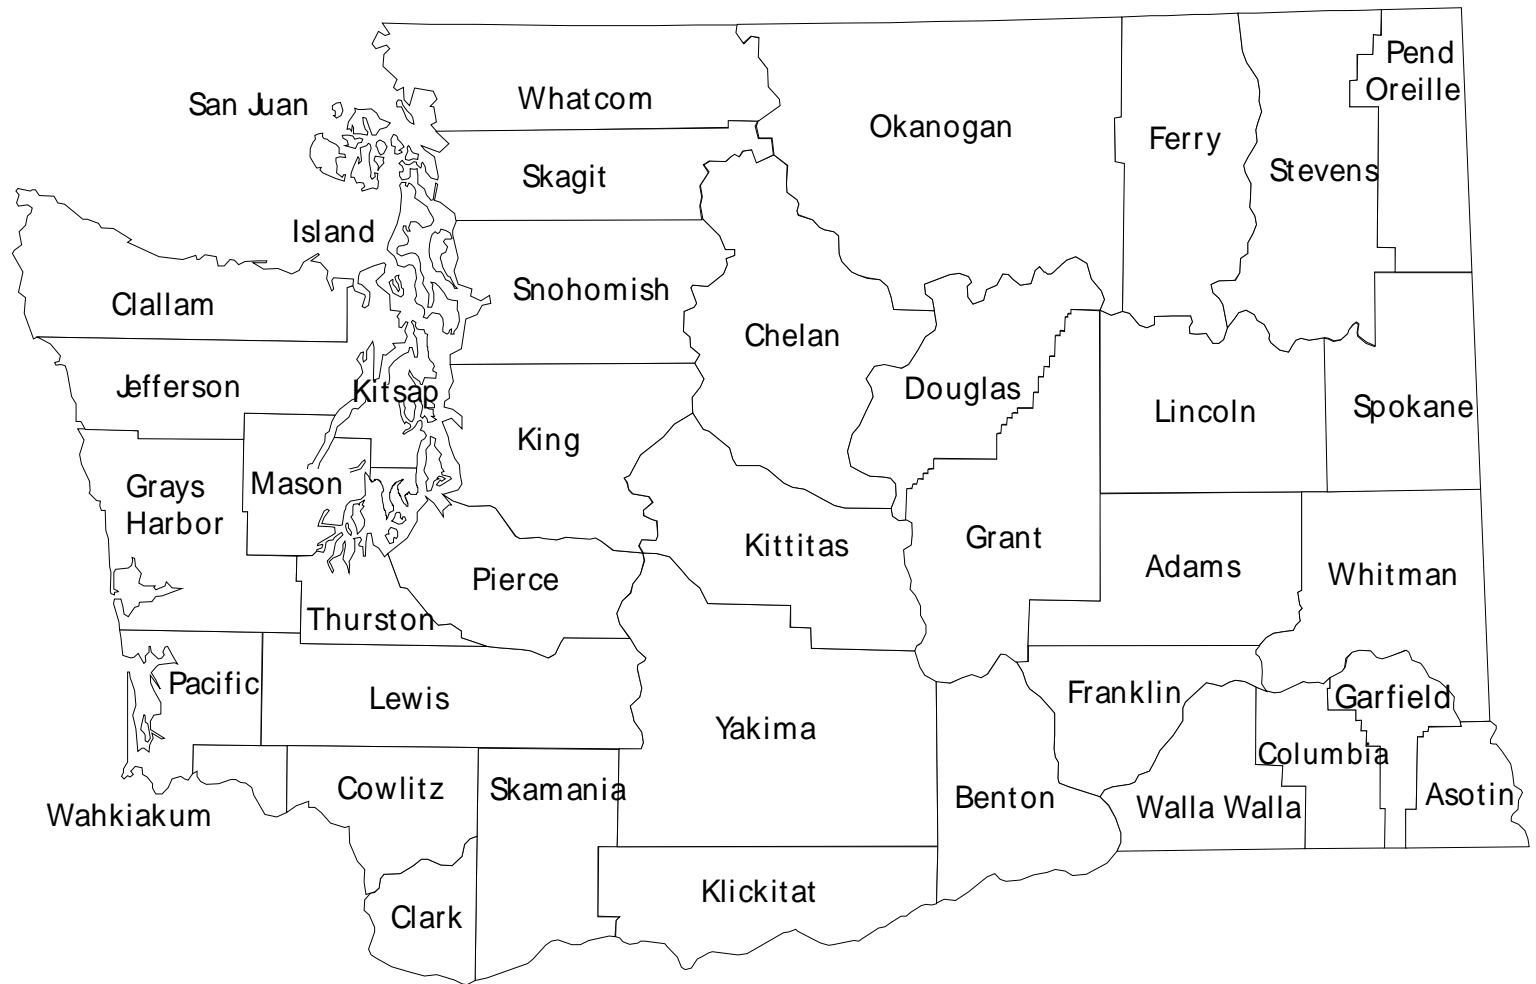 Pend
Oreille
San Juan
Whatcom
Okanogan
Ferry
Stevens
Skagit
Island
Snohomish
Clallam
Chelan
Jefferson
Kitsap
Douglas
Lincoln
Spokane
King
Mason
Grays
Harbor
Kittitas
Grant
Adams
Whitman
Pierce
Thurston
Pacific
Lewis
Yakima
Franklin
Garfield
Columbia
Cowlitz
Skamania
Benton
Walla Walla
Asotin
Wahkiakum
Klickitat
Clark